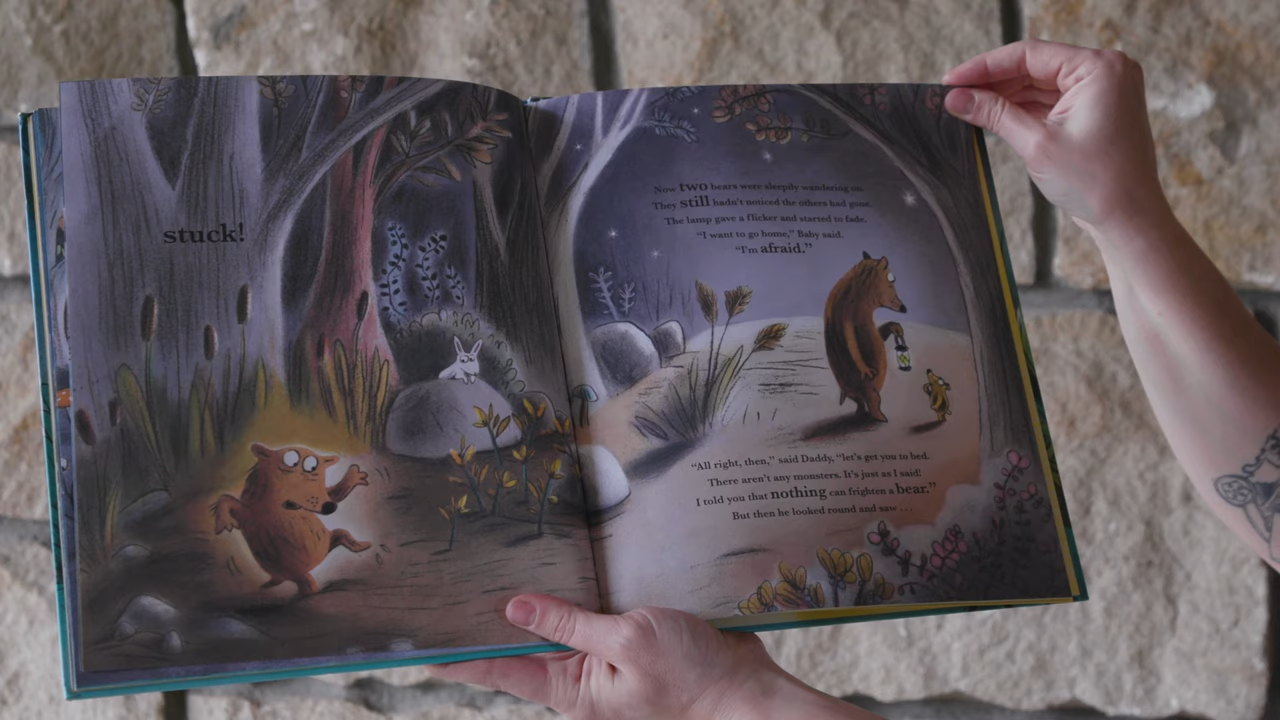 stuck!
Now two bears were sleepily wandering on.
They still hadn't noticed the others had gone.
The lamp gave a flicker and started to fade.
“I want to go home,” Baby said.
“I'm afraid.”
“All right, then,” said Daddy, “let's get you to bed.
There aren't any monsters. It's just as I said!
I told you that nothing can frighten a bear.”
But then he looked round and saw . . .